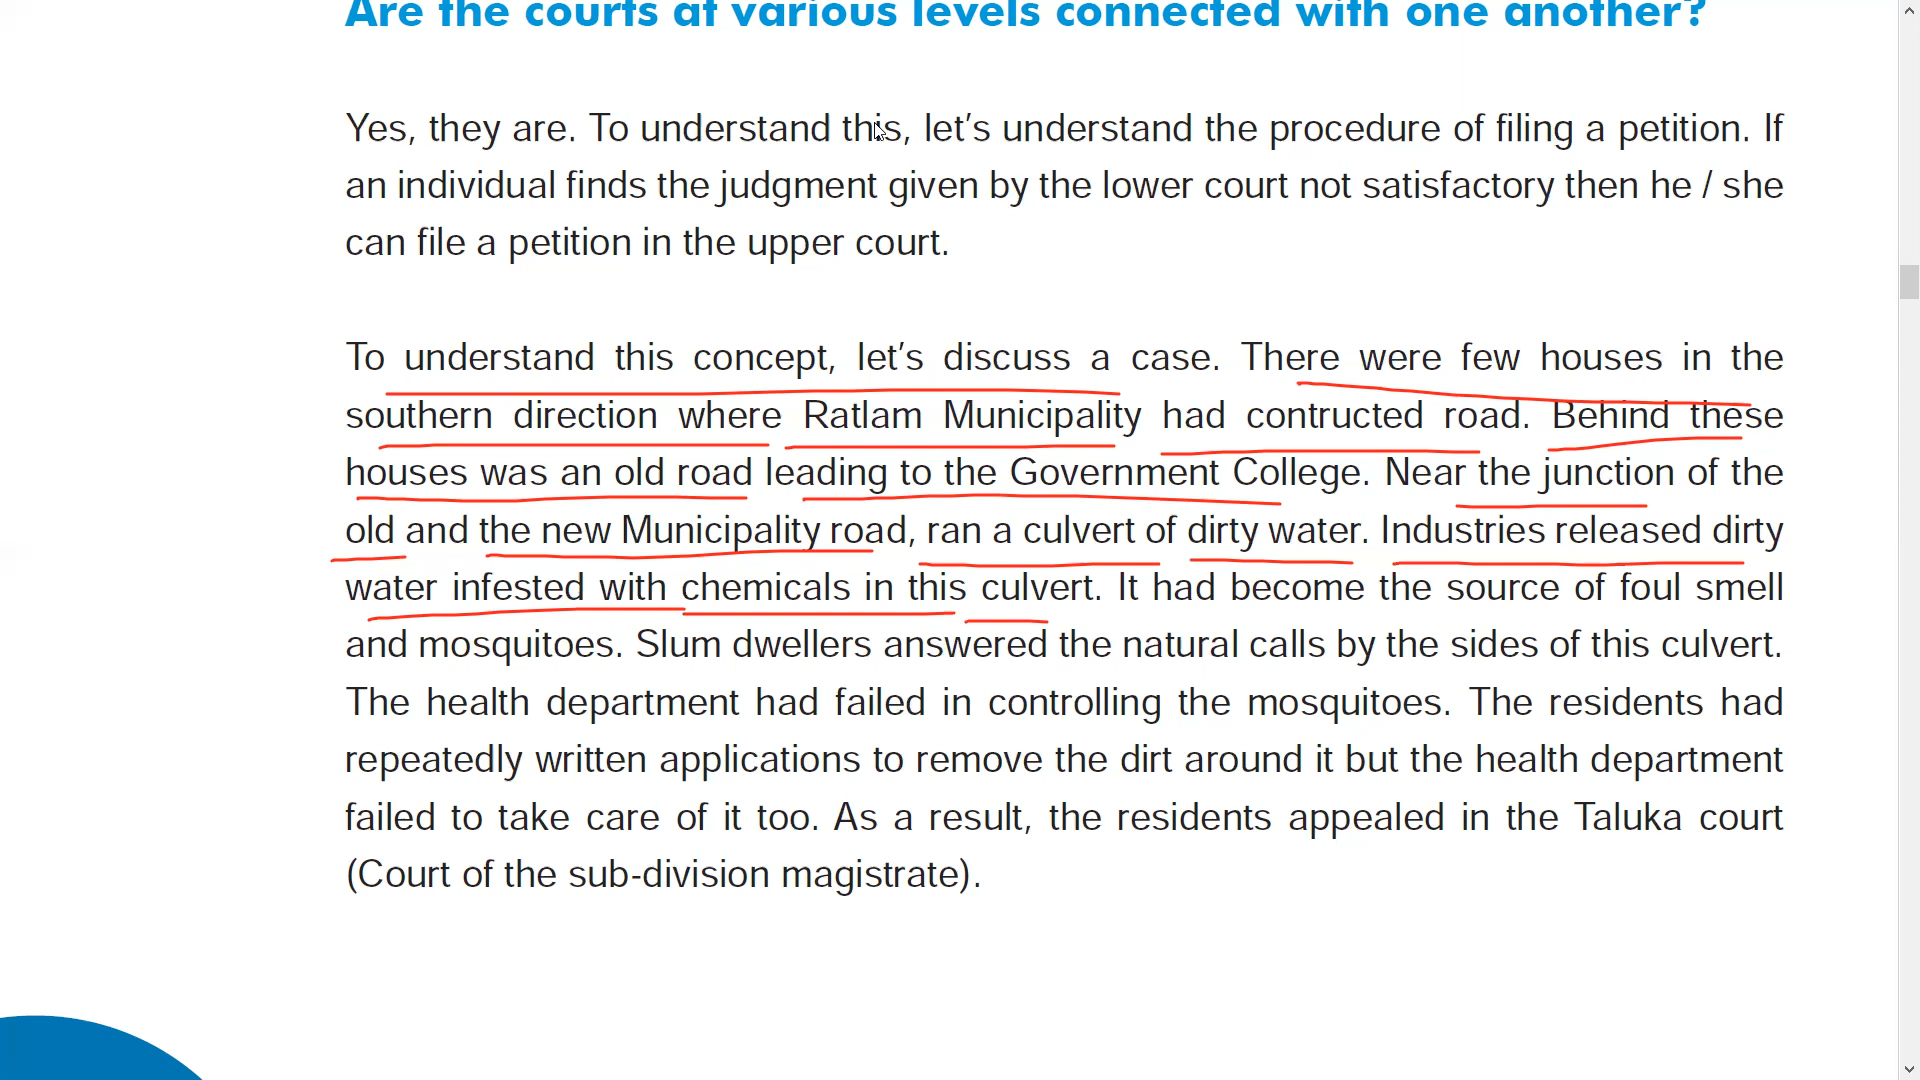 Are the courts at various levels connected with one another?
Yes, they are. To understand this, let's understand the procedure of filing a petition. If
an individual finds the judgment given by the lower court not satisfactory then he / she
can file a petition in the upper court.
To understand this concept, let's discuss a case. There were few houses in the
southern direction where Ratlam Municipality had contructed road. Behind these
houses was an old road leading to the Government College. Near the junction of the
old and the new Municipality road, ran a culvert of dirty water. Industries released dirty
water infested with chemicals in this culvert. It had become the source of foul smell
and mosquitoes. Slum dwellers answered the natural calls by the sides of this culvert.
The health department had failed in controlling the mosquitoes. The residents had
repeatedly written applications to remove the dirt around it but the health department
failed to take care of it too. As a result, the residents appealed in the Taluka court
(Court of the sub-division magistrate).